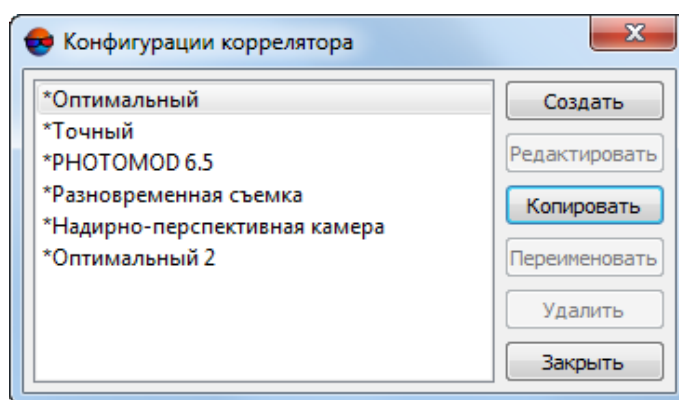 Конфигурации коррелятора
*Оптимальный
*Точный
*PHOTOMOD 6.5
*Разновременная съемка
*Надирно-перспективная камера
*Оптимальный 2
Создать
Редактировать
Копировать
Переименовать
Удалить
Закрыть